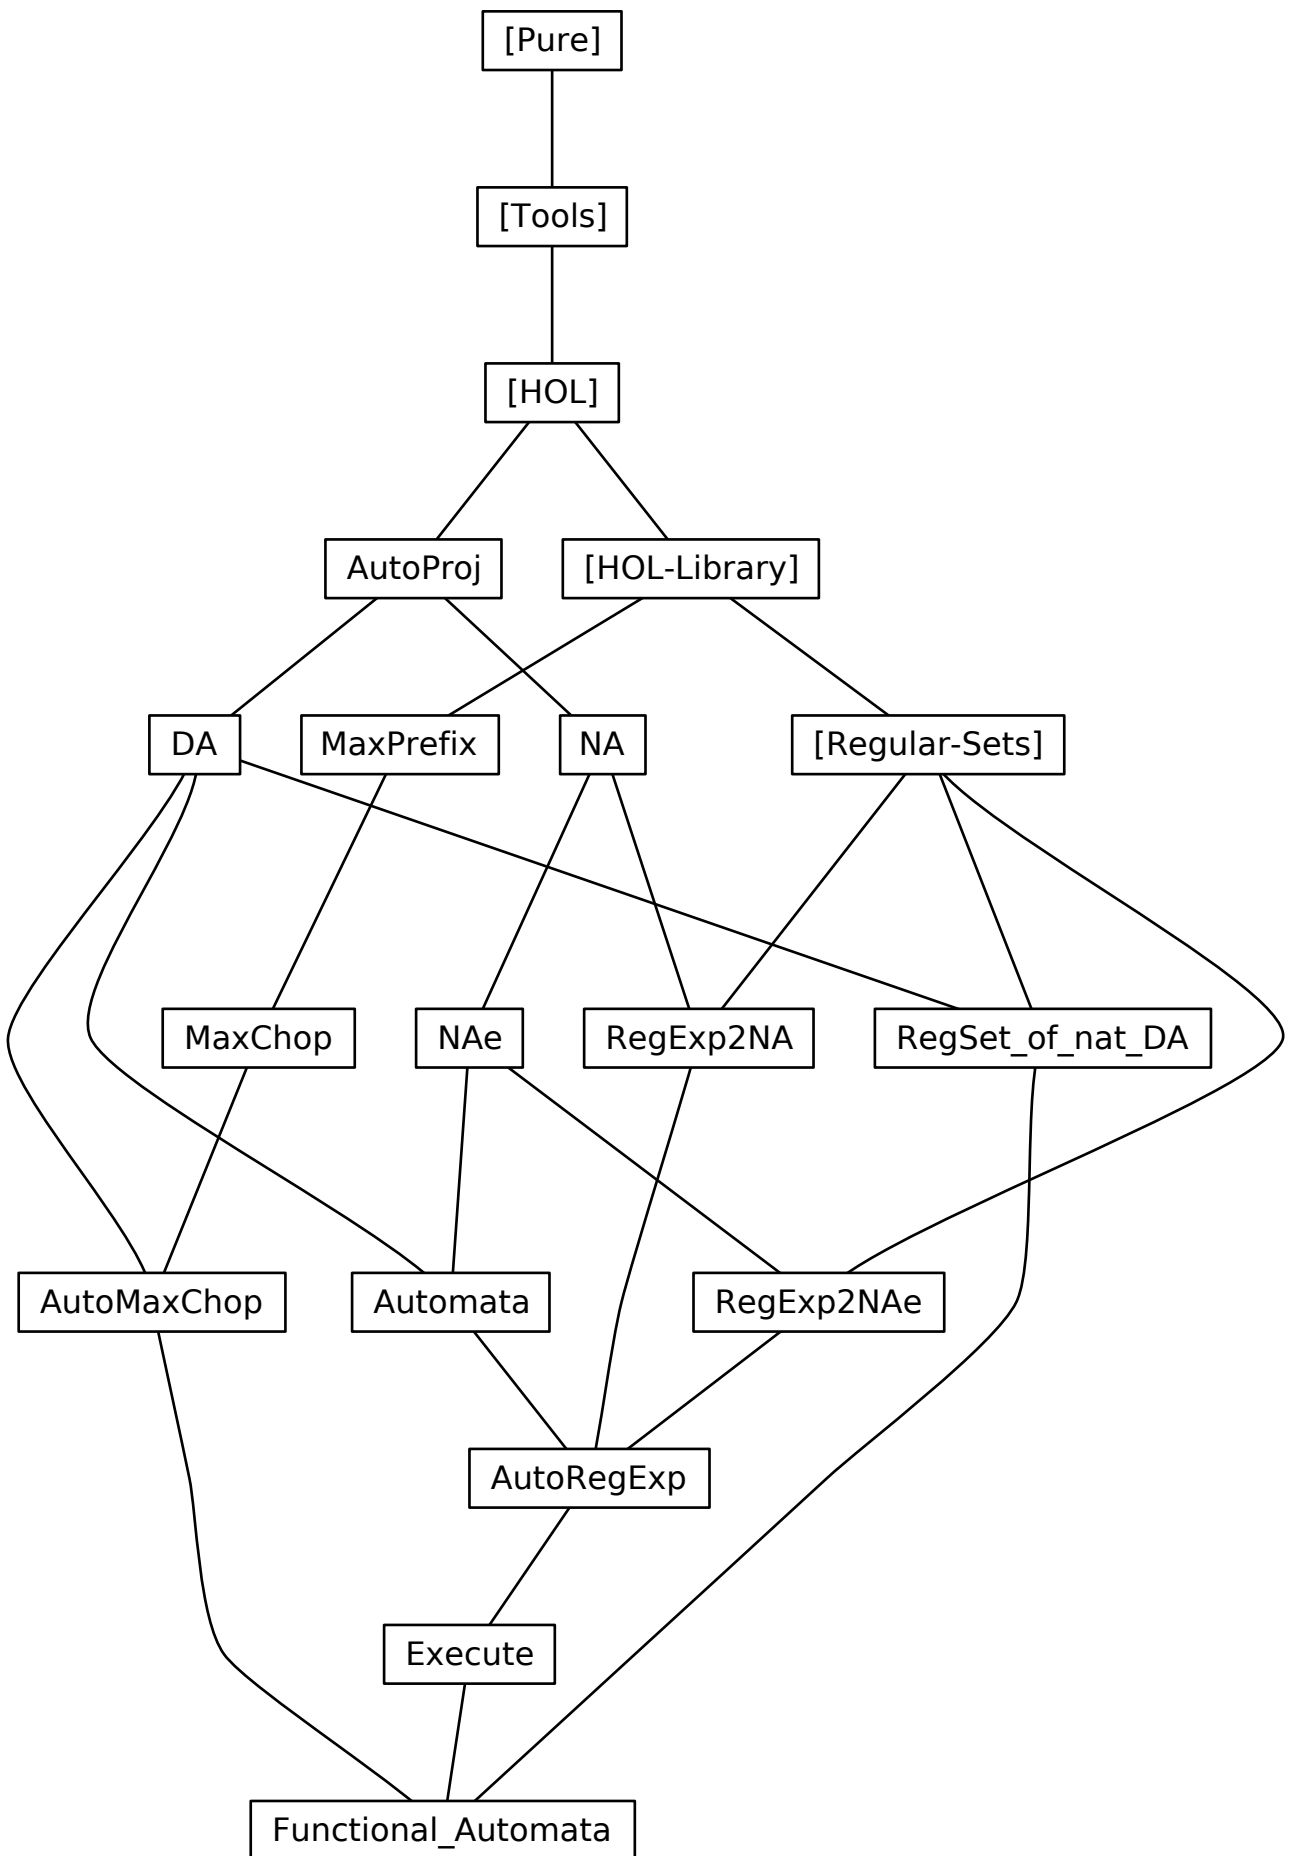 [Pure]
[Tools]
[HOL]
AutoProj
[HOL-Library]
DA
MaxPrefix
NA
[Regular-Sets]
MaxChop
NAe
RegExp2NA
RegSet_of_nat_DA
AutoMaxChop
Automata
RegExp2NAe
AutoRegExp
Execute
Functional_Automata